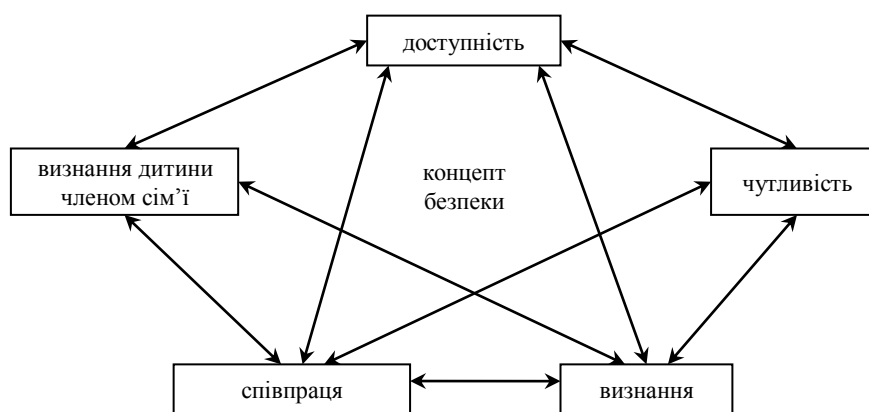 доступність
визнання дитини
членом сім’ї
концепт
безпеки
чутливість
співпраця
визнання